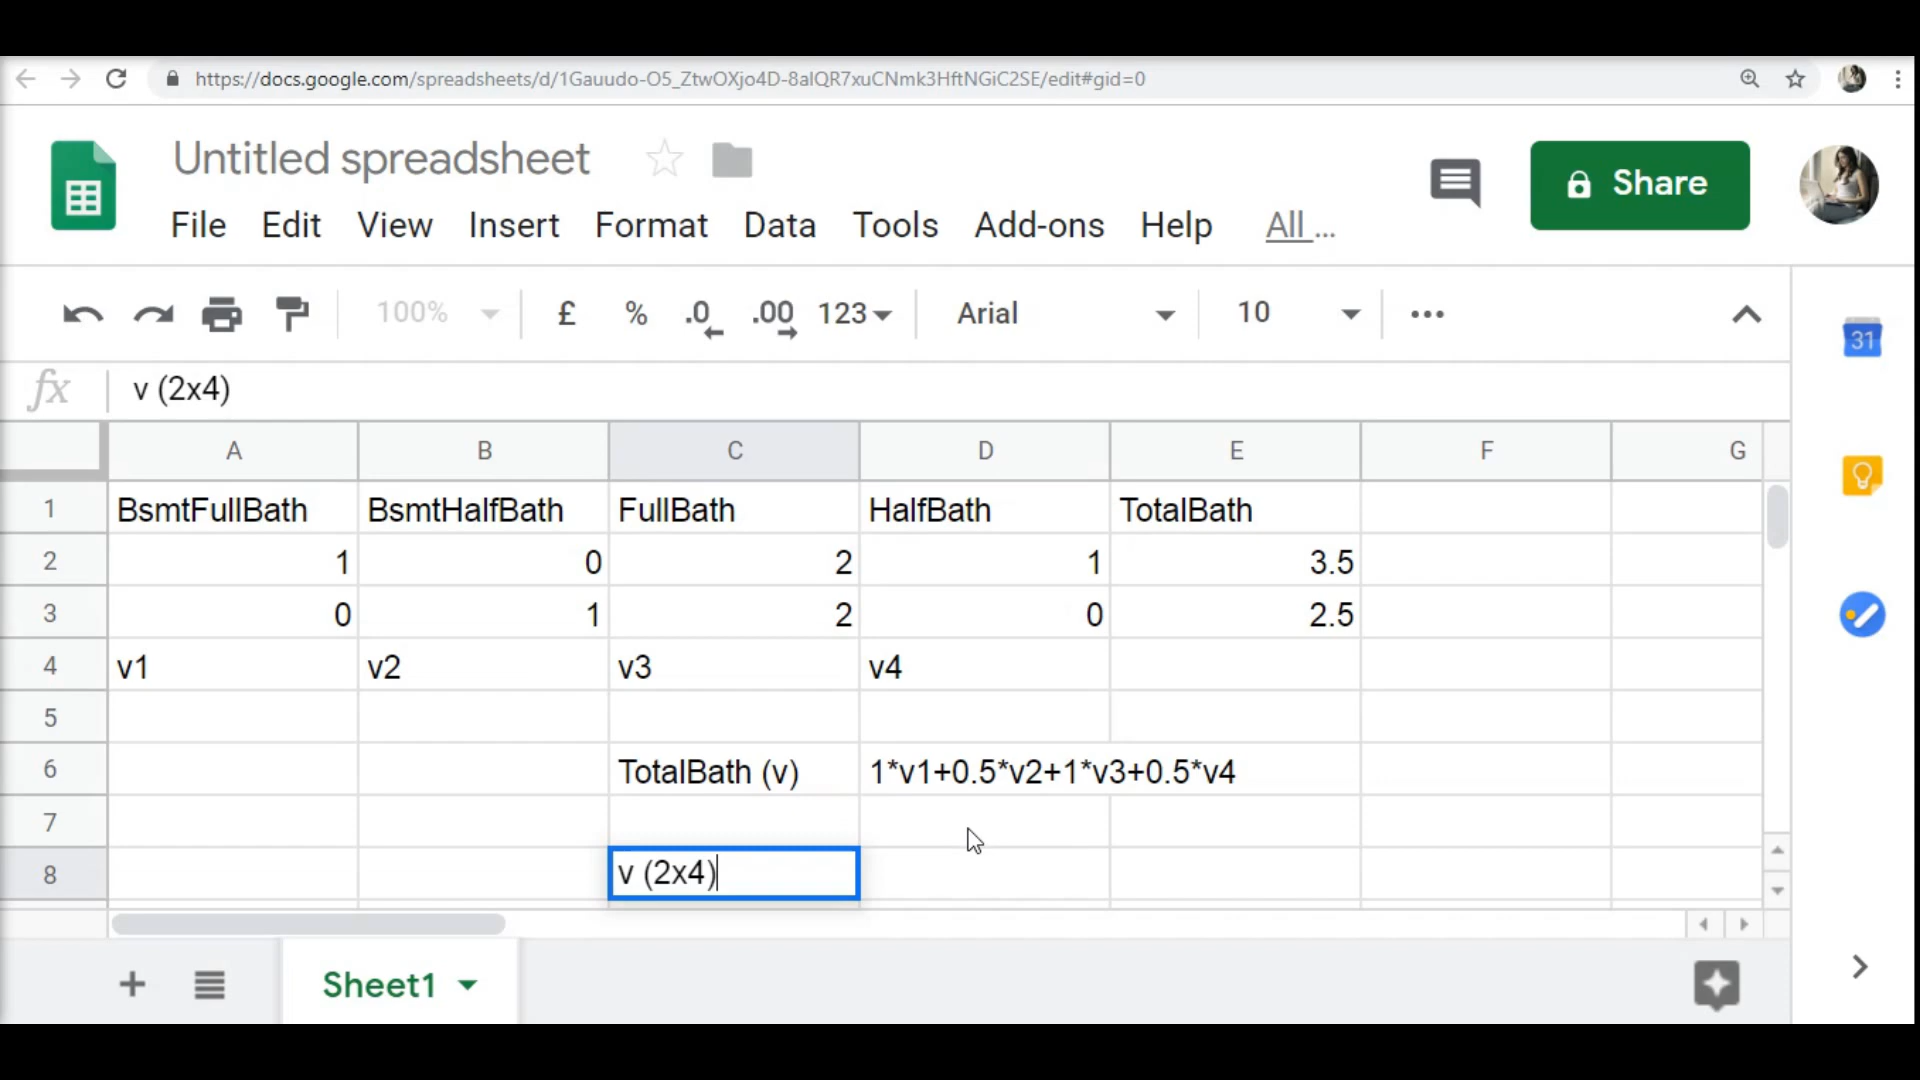 https://docs.google.com/spreadsheets/d/1Gauudo-O5_ZtwOXjo4D-8alQR7xuCNmk3HftNGiC2SE/edit#gid=0
Untitled spreadsheet
Share
File Edit View Insert Format Data Tools Add-ons Help All ...
100% £ % .0 .00 123 Arial 10
31
fx v (2x4)
A B C D E F G
1 BsmtFullBath BsmtHalfBath FullBath HalfBath TotalBath
2 1 0 2 1 3.5
3 0 1 2 0 2.5
4 v1 v2 v3 v4
5
6 TotalBath (v) 1*v1+0.5*v2+1*v3+0.5*v4
7
8 v (2x4)
Sheet1